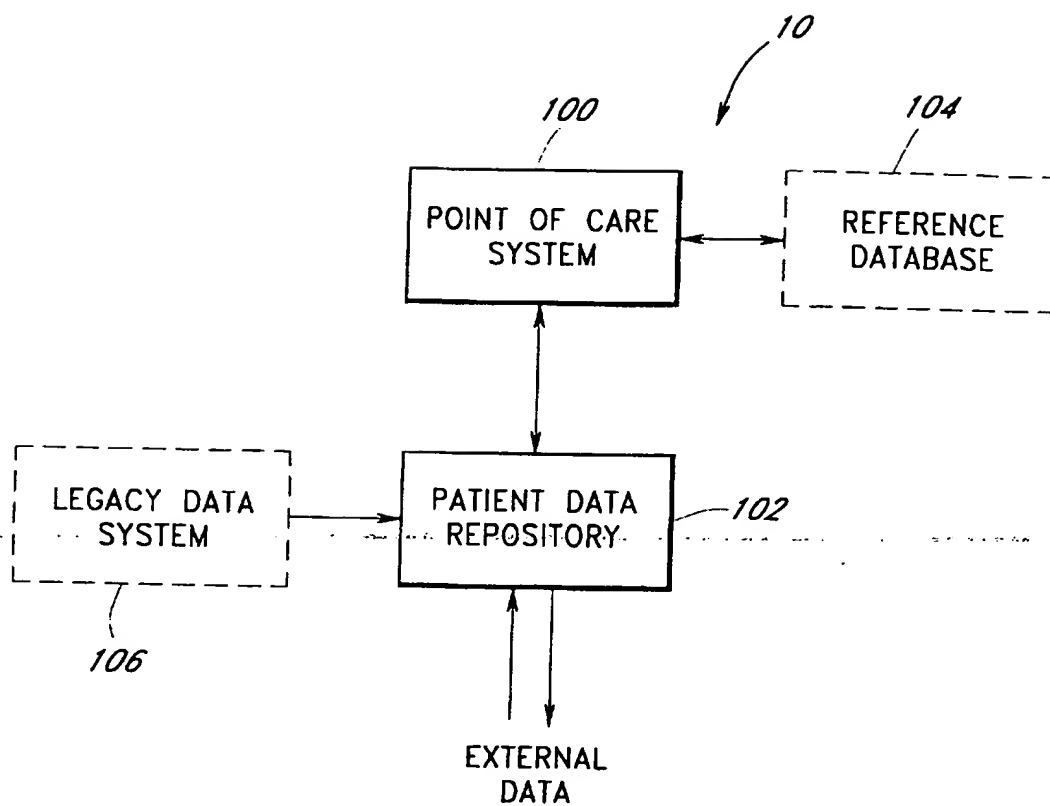 10
100
104
POINT OF CARE
SYSTEM
REFERENCE
DATABASE
LEGACY DATA
SYSTEM
PATIENT DATA
REPOSITORY
102
106
EXTERNAL
DATA